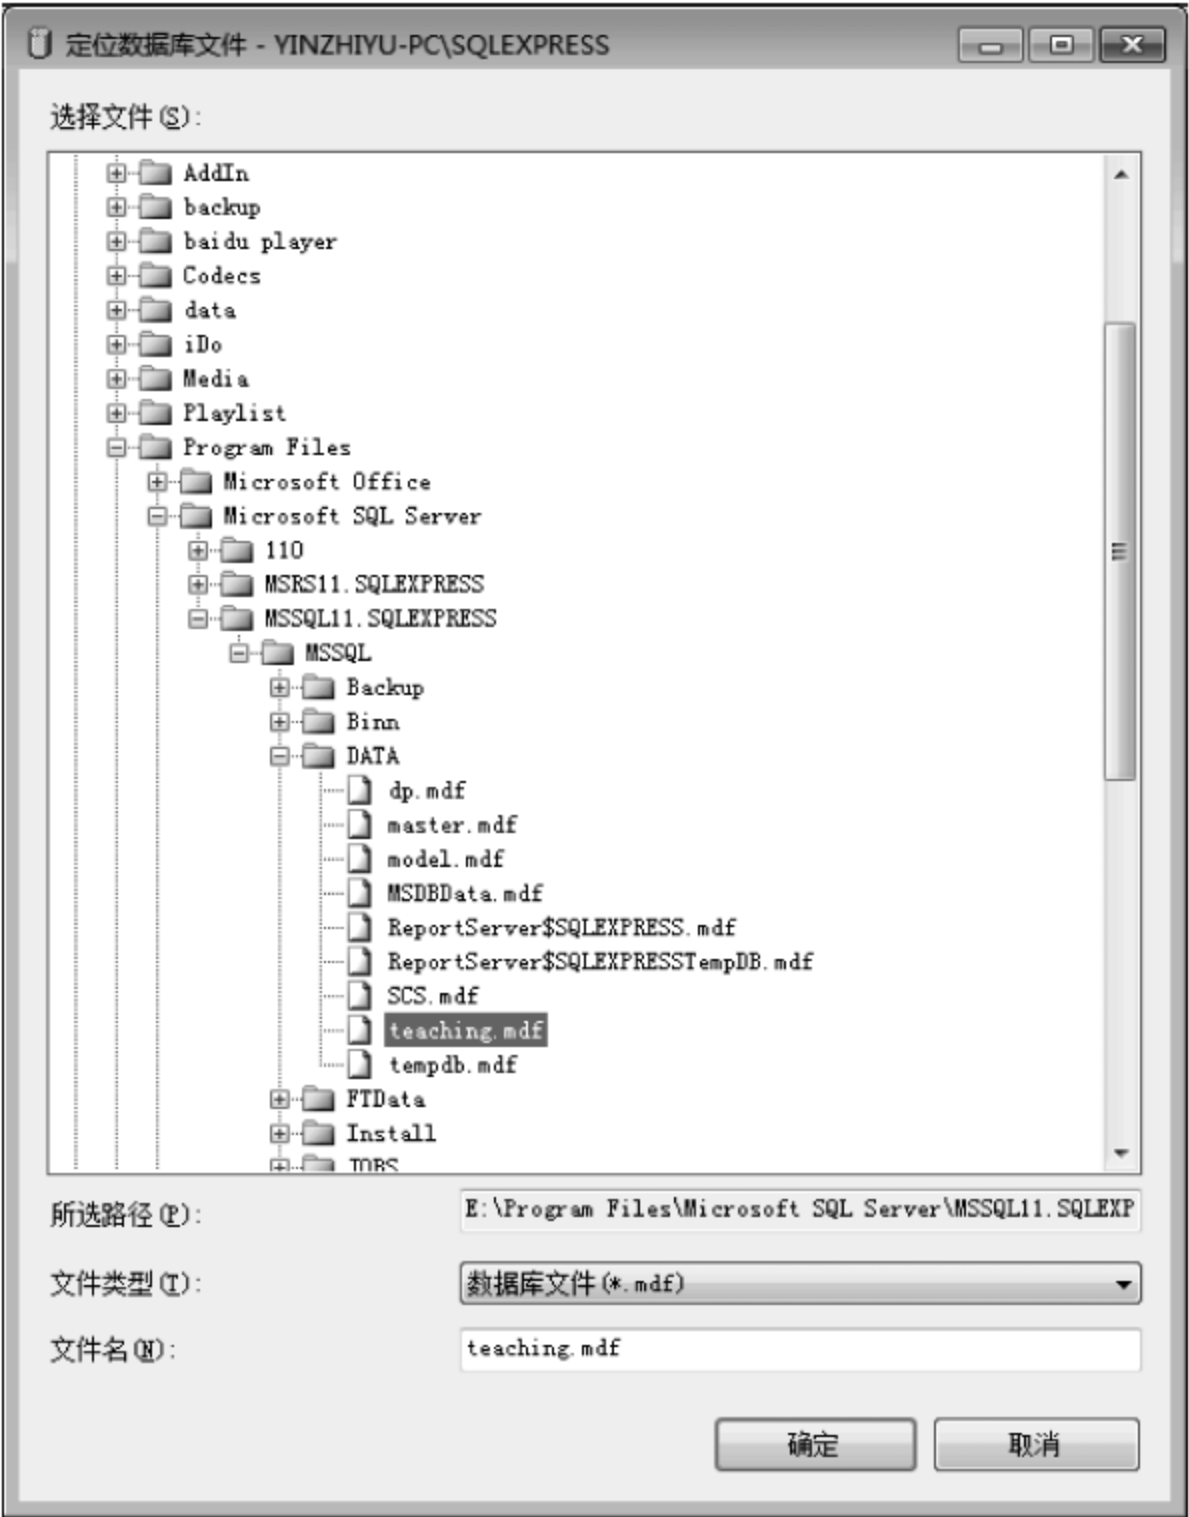 定位数据库文件 - YINZHIYU-PC\SQLEXPRESS
选择文件(S):
AddIn
backup
baidu player
Codecs
data
iDo
Media
Playlist
Program Files
Microsoft Office
Microsoft SQL Server
110
MSRS11.SQLEXPRESS
MSSQL11.SQLEXPRESS
MSSQL
Backup
Binn
DATA
dp.mdf
master.mdf
model.mdf
MSDBData.mdf
ReportServer$SQLEXPRESS.mdf
ReportServer$SQLEXPRESSTempDB.mdf
SCS.mdf
teaching.mdf
tempdb.mdf
FTData
Install
JOBS
所选路径(P): E:\Program Files\Microsoft SQL Server\MSSQL11.SQLEXP
文件类型(T): 数据库文件(*.mdf)
文件名(N): teaching.mdf
确定 取消